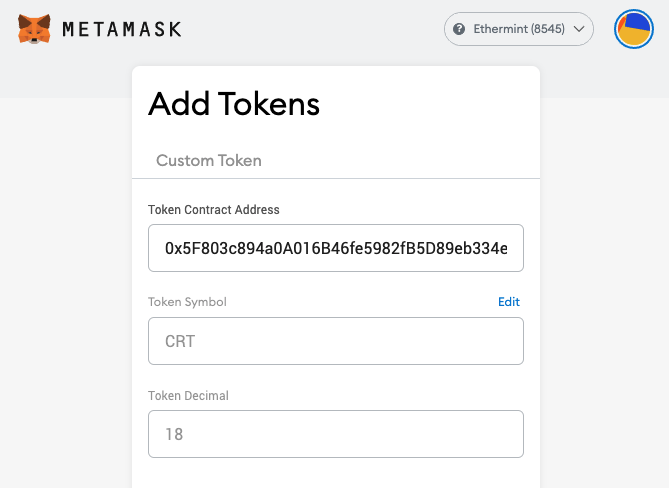 METAMASK
Ethermint (8545)
Add Tokens
Custom Token
Token Contract Address
0x5F803c894a0A016B46fe5982fB5D89eb334e
Token Symbol
Edit
CRT
Token Decimal
18